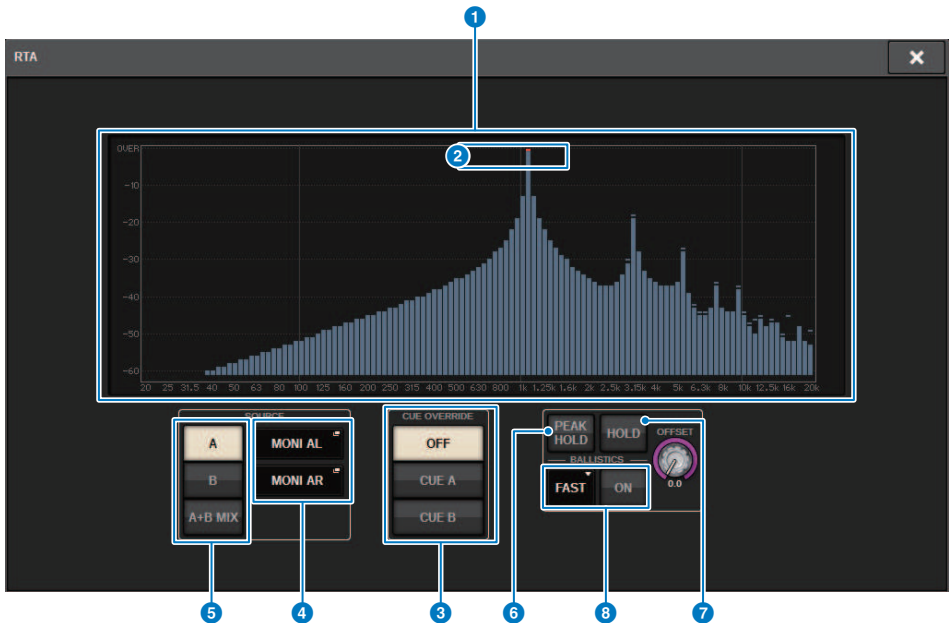 1
RTA
2
OVER
-10
-20
-30
-40
-50
-60
20 25 31.5 40 50 63 80 100 125 160 200 250 315 400 500 630 800 1k 1.25k 1.6k 2k 2.5k 3.15k 4k 5k 6.3k 8k 10k 12.5k 16k 20k
SOURCE
A
MONI AL
B
MONI AR
A+B MIX
CUE OVERRIDE
OFF
CUE A
CUE B
PEAK HOLD
HOLD
OFFSET
0.0
BALLISTICS
FAST
ON
5
4
3
6
8
7